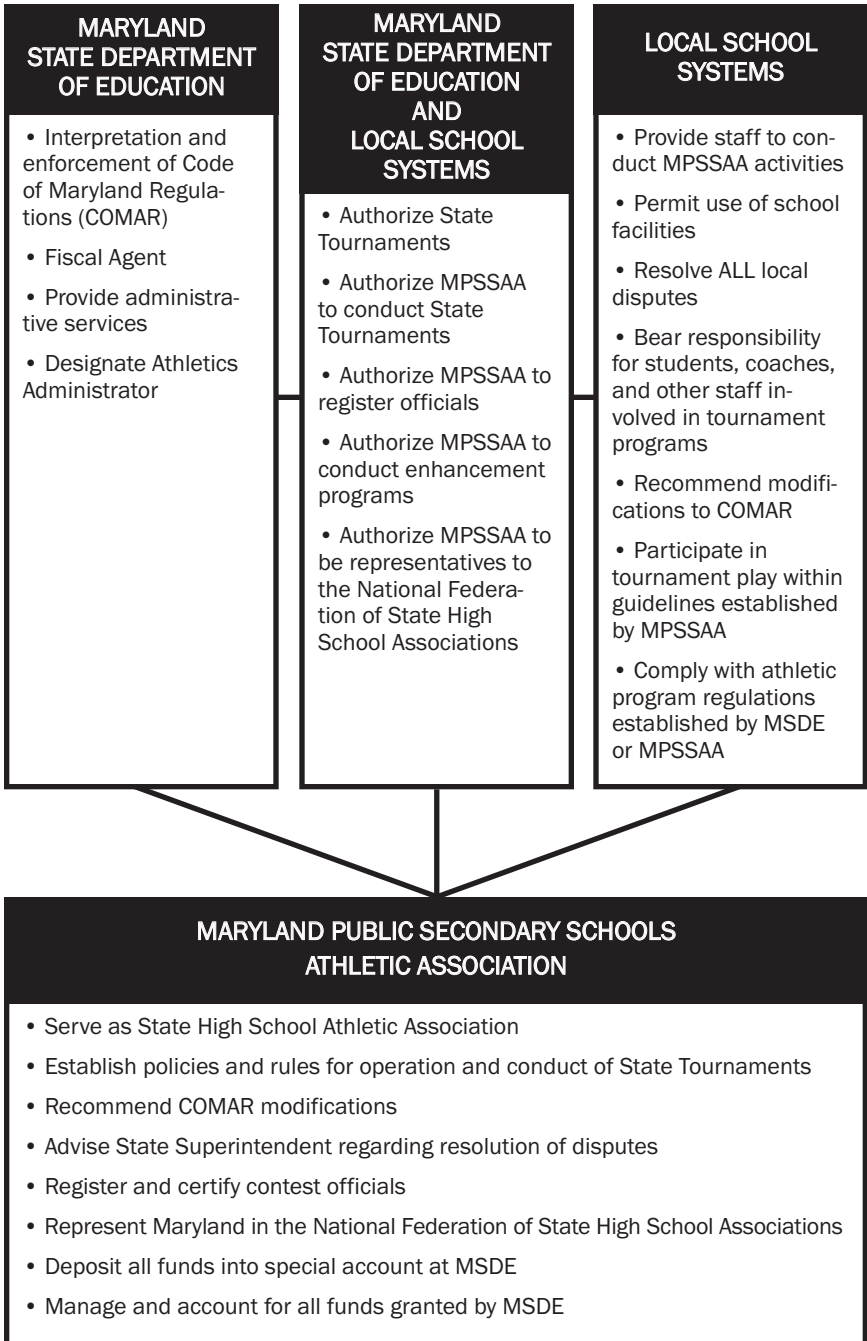 MARYLAND
STATE DEPARTMENT
OF EDUCATION
• Interpretation and
enforcement of Code
of Maryland Regula-
tions (COMAR)
• Fiscal Agent
• Provide administra-
tive services
• Designate Athletics
Administrator
MARYLAND
STATE DEPARTMENT
OF EDUCATION
AND
LOCAL SCHOOL
SYSTEMS
• Authorize State
Tournaments
• Authorize MPSSAA
to conduct State
Tournaments
• Authorize MPSSAA to
register officials
• Authorize MPSSAA to
conduct enhancement
programs
• Authorize MPSSAA to
be representatives to
the National Federa-
tion of State High
School Associations
LOCAL SCHOOL
SYSTEMS
• Provide staff to con-
duct MPSSAA activities
• Permit use of school
facilities
• Resolve ALL local
disputes
• Bear responsibility
for students, coaches,
and other staff in-
volved in tournament
programs
• Recommend modifi-
cations to COMAR
• Participate in
tournament play within
guidelines established
by MPSSAA
• Comply with athletic
program regulations
established by MSDE
or MPSSAA
MARYLAND PUBLIC SECONDARY SCHOOLS
ATHLETIC ASSOCIATION
• Serve as State High School Athletic Association
• Establish policies and rules for operation and conduct of State Tournaments
• Recommend COMAR modifications
• Advise State Superintendent regarding resolution of disputes
• Register and certify contest officials
• Represent Maryland in the National Federation of State High School Associations
• Deposit all funds into special account at MSDE
• Manage and account for all funds granted by MSDE